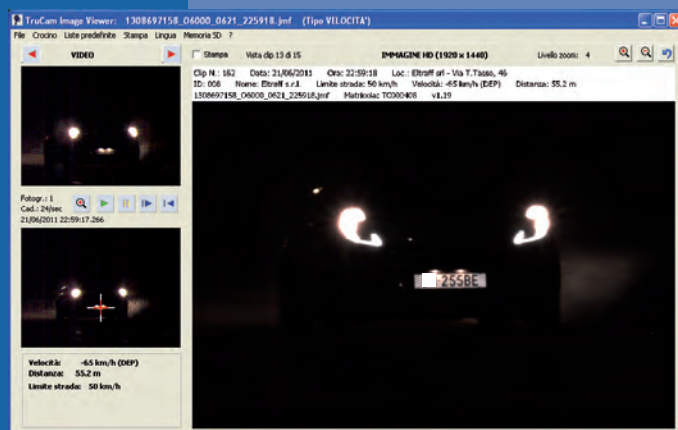 TruCam Image Viewer: 1308697158_06000_0621_225918.jmf (Tipo VELOCITA')
File Crocino Liste predefinite Stampa Lingua Memoria SD ?
VIDEO
Stampa Vista clip 13 di 15 IMMAGINE HD (1920 x 1440) Livello zoom: 4
Clip N.: 162 Data: 21/06/2011 Ora: 22:59:18 Loc.: Eltraff srl - Via T.Tasso, 46
ID: 008 Nome: Eltraff s.r.l. Limite strada: 50 km/h Velocità: -65 km/h (DEP) Distanza: 55.2 m
1308697158_06000_0621_225918.jmf Matricola: TC000408 v1.19
255BE
Fotogr.: 1
Cad.: 24/sec
21/06/2011 22:59:17.266
Velocità: -65 km/h (DEP)
Distanza: 55.2 m
Limite strada: 50 km/h